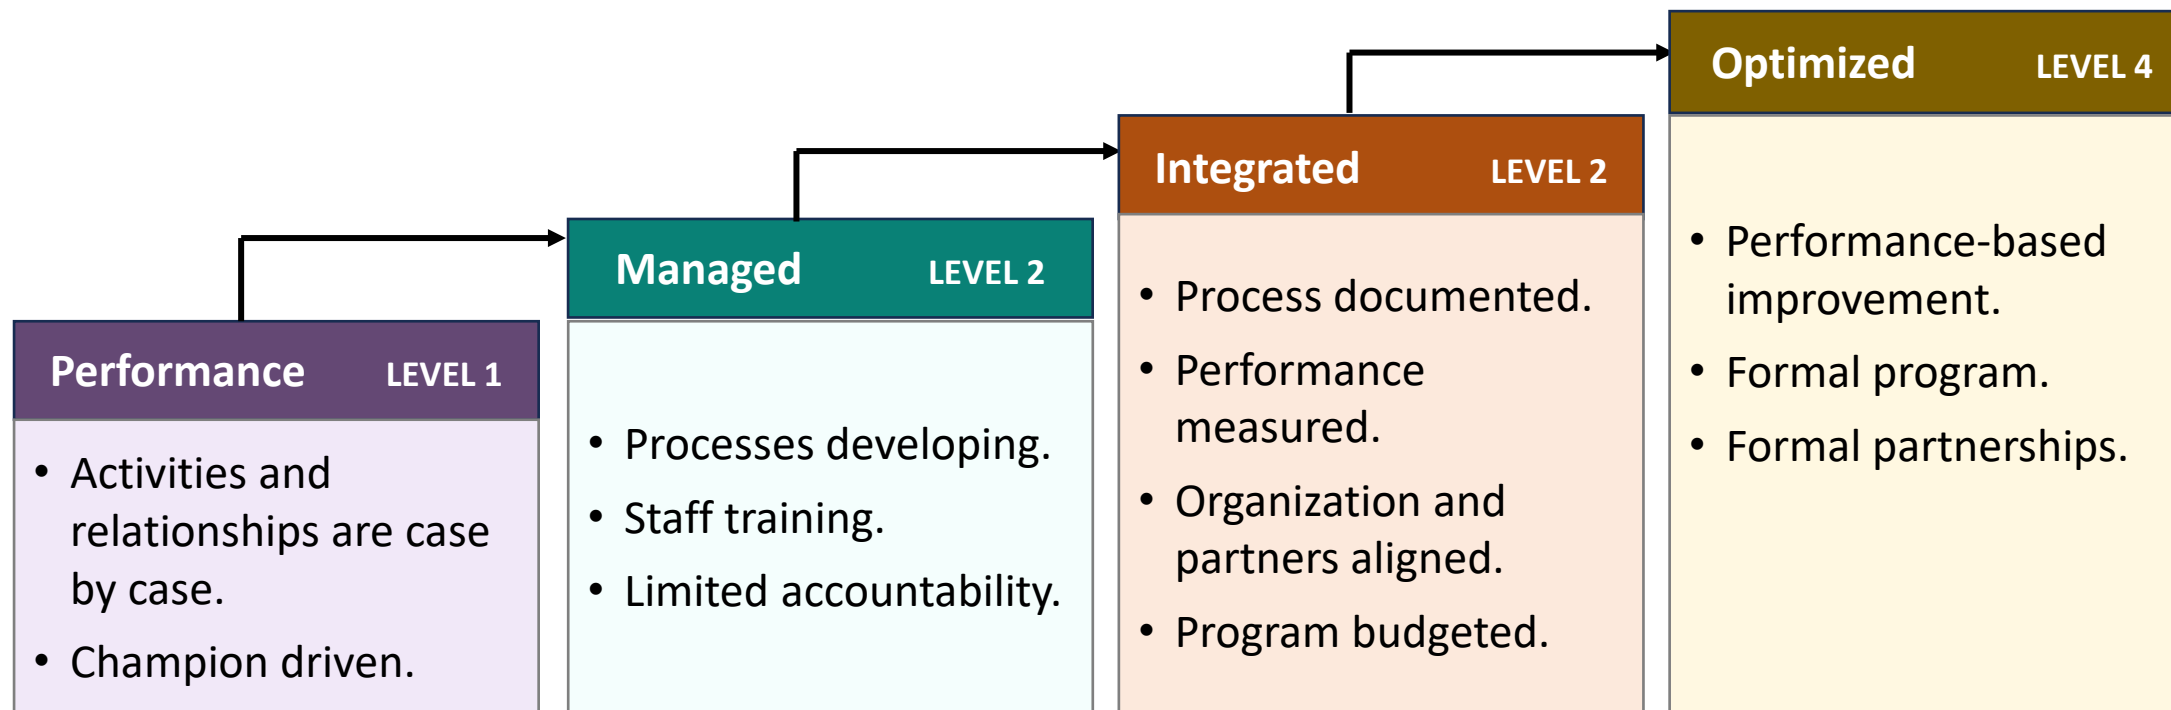 Performance LEVEL 1
• Activities and
relationships are case
by case.
• Champion driven.
Managed LEVEL 2
• Processes developing.
• Staff training.
• Limited accountability.
Integrated LEVEL 2
• Process documented.
• Performance
measured.
• Organization and
partners aligned.
• Program budgeted.
Optimized LEVEL 4
• Performance-based
improvement.
• Formal program.
• Formal partnerships.